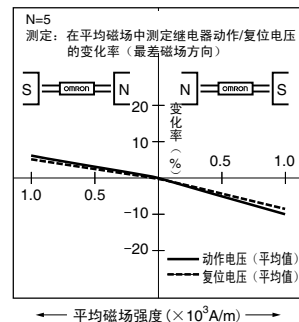 N=5
测定：在平均磁场中测定继电器动作/复位电压
的变化率（最差磁场方向）
S OMRON N
S OMRON N
变化率（%）
20
10
1.0 0.5 0 0.5 1.0
−10
−20
动作电压（平均值）
复位电压（平均值）
平均磁场强度（×10³A/m）